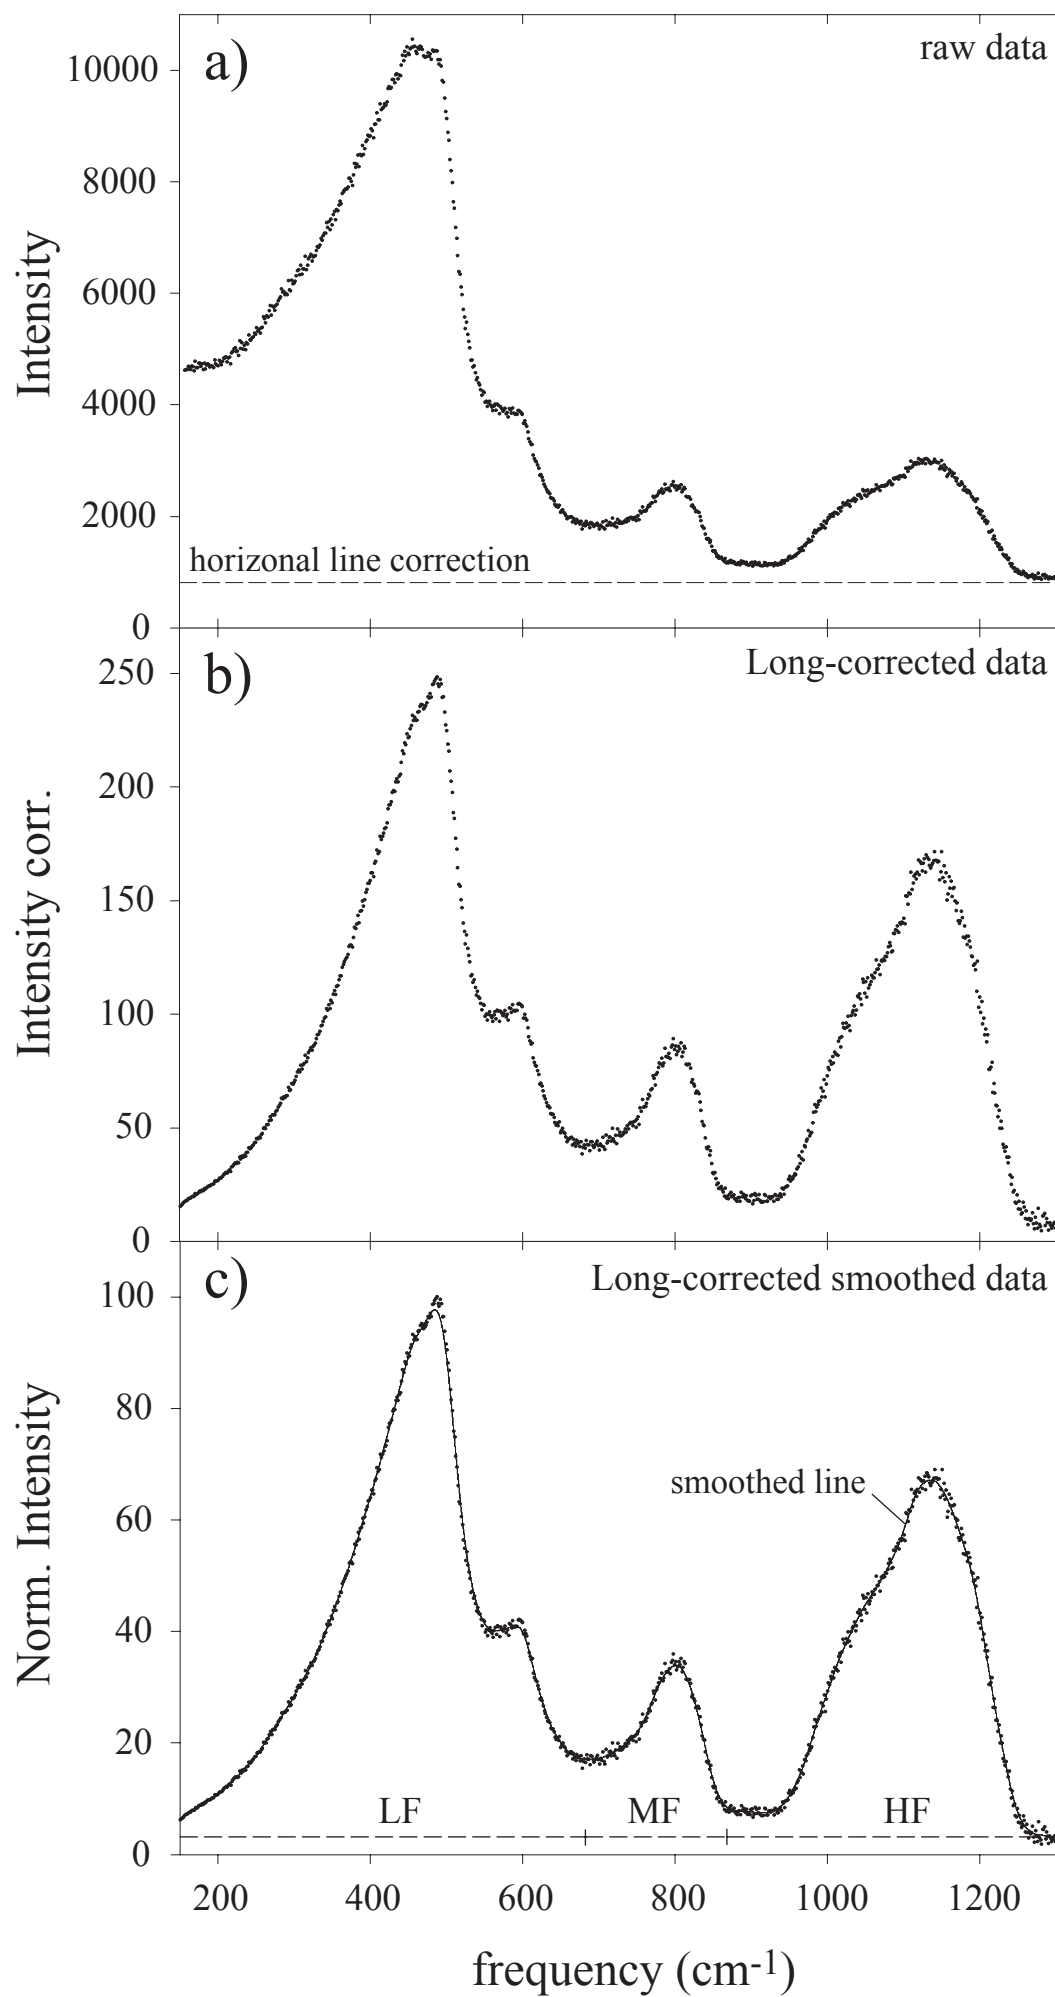 a)
raw data
10000
8000
6000
4000
2000
0
Intensity
horizonal line correction
b)
Long-corrected data
250
200
150
100
50
0
Intensity corr.
c)
Long-corrected smoothed data
100
80
60
40
20
0
Norm. Intensity
smoothed line
LF MF HF
200 400 600 800 1000 1200
frequency (cm-1)